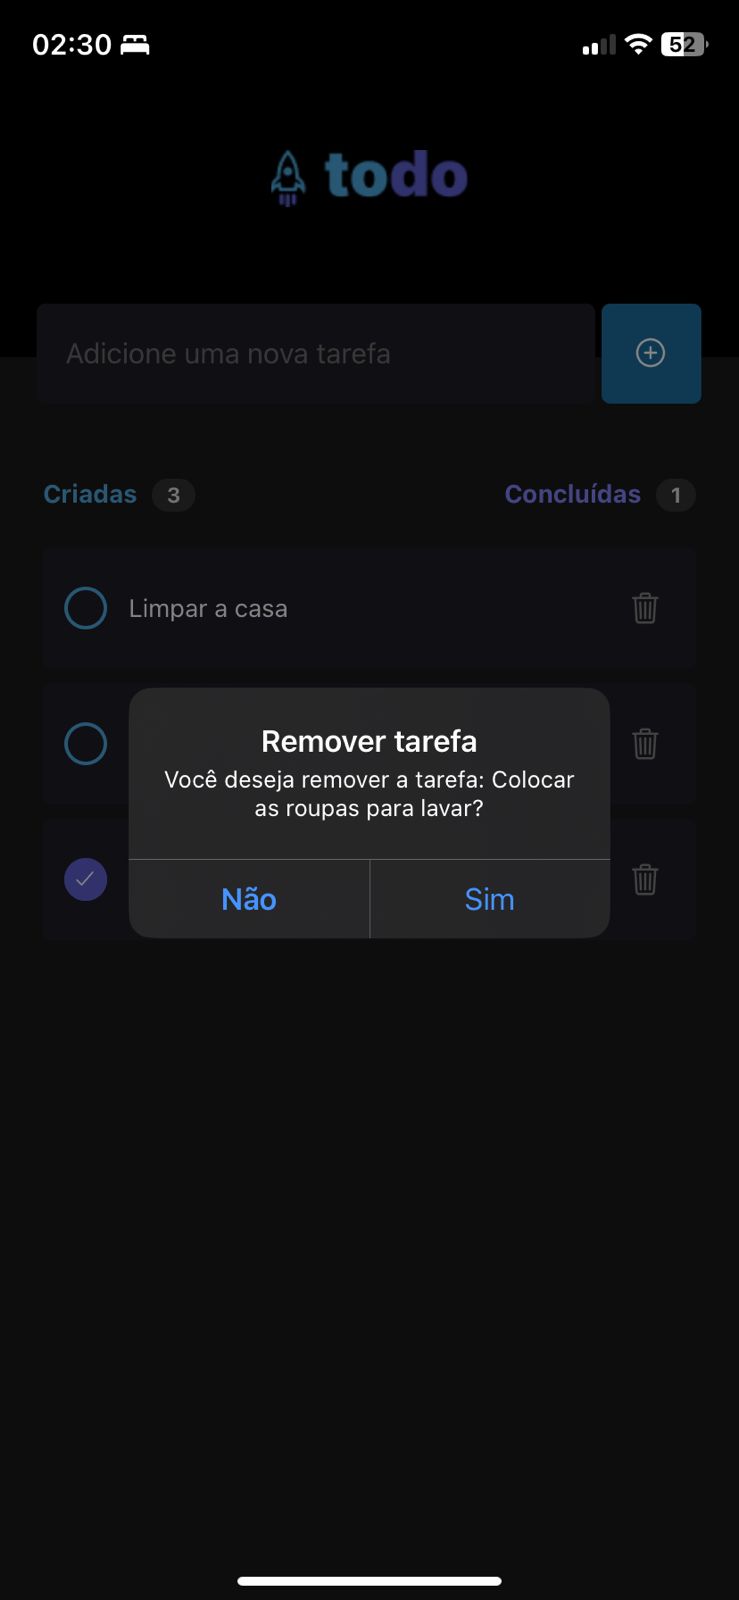 02:30
52
todo
Adicione uma nova tarefa
Criadas 3
Concluídas 1
Limpar a casa
Remover tarefa
Você deseja remover a tarefa: Colocar
as roupas para lavar?
Não
Sim